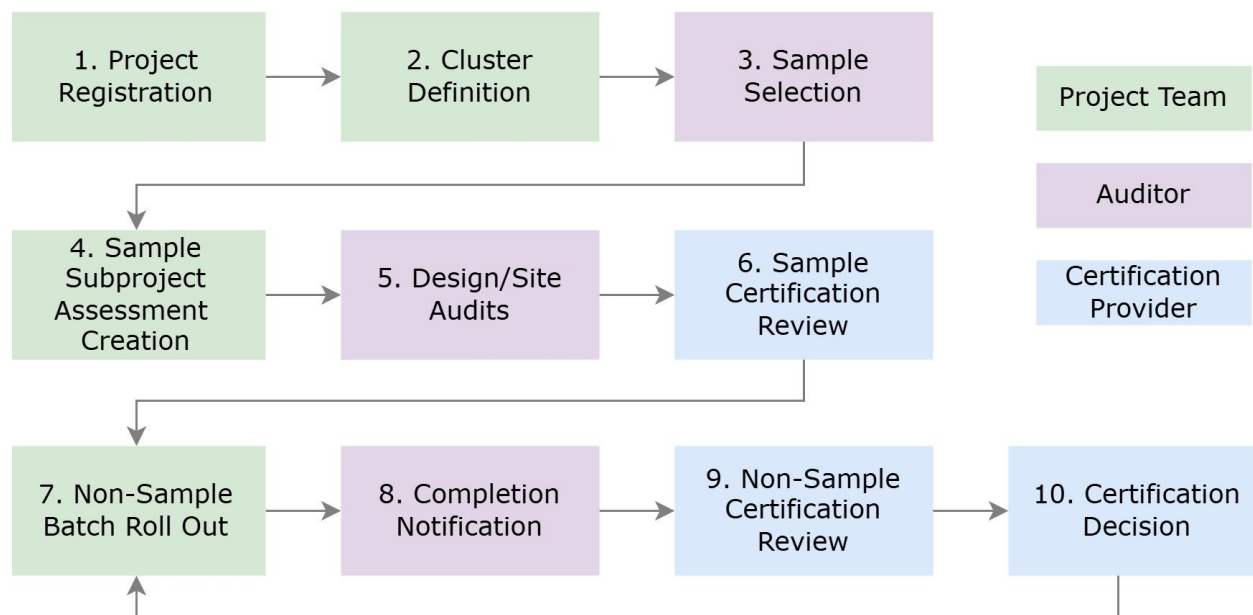 1. Project
Registration
2. Cluster
Definition
3. Sample
Selection
Project Team
Auditor
4. Sample
Subproject
Assessment
Creation
5. Design/Site
Audits
6. Sample
Certification
Review
Certification
Provider
7. Non-Sample
Batch Roll Out
8. Completion
Notification
9. Non-Sample
Certification
Review
10. Certification
Decision